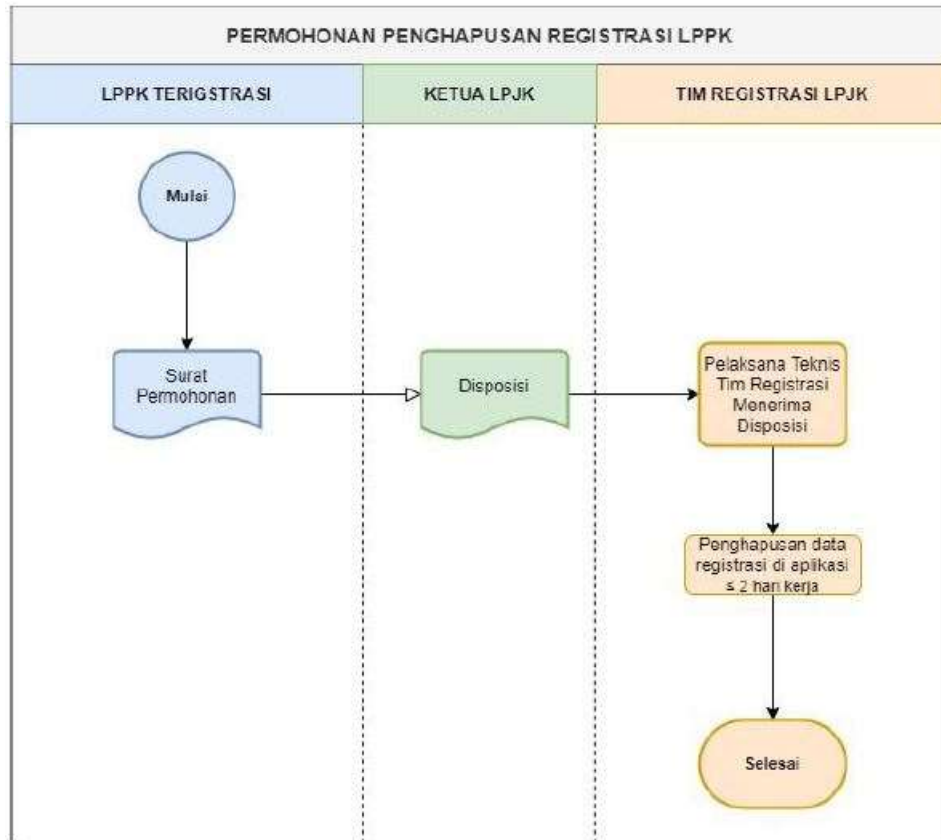 PERMOHONAN PENGHAPUSAN REGISTRASI LPPK
LPPK TERIGSTRASI
KETUA LPJK
TIM REGISTRASI LPJK
Mulai
Surat
Permohonan
Disposisi
Pelaksana Teknis
Tim Registrasi
Menerima
Disposisi
Penghapusan data
registrasi di aplikasi
≤ 2 hari kerja
Selesai